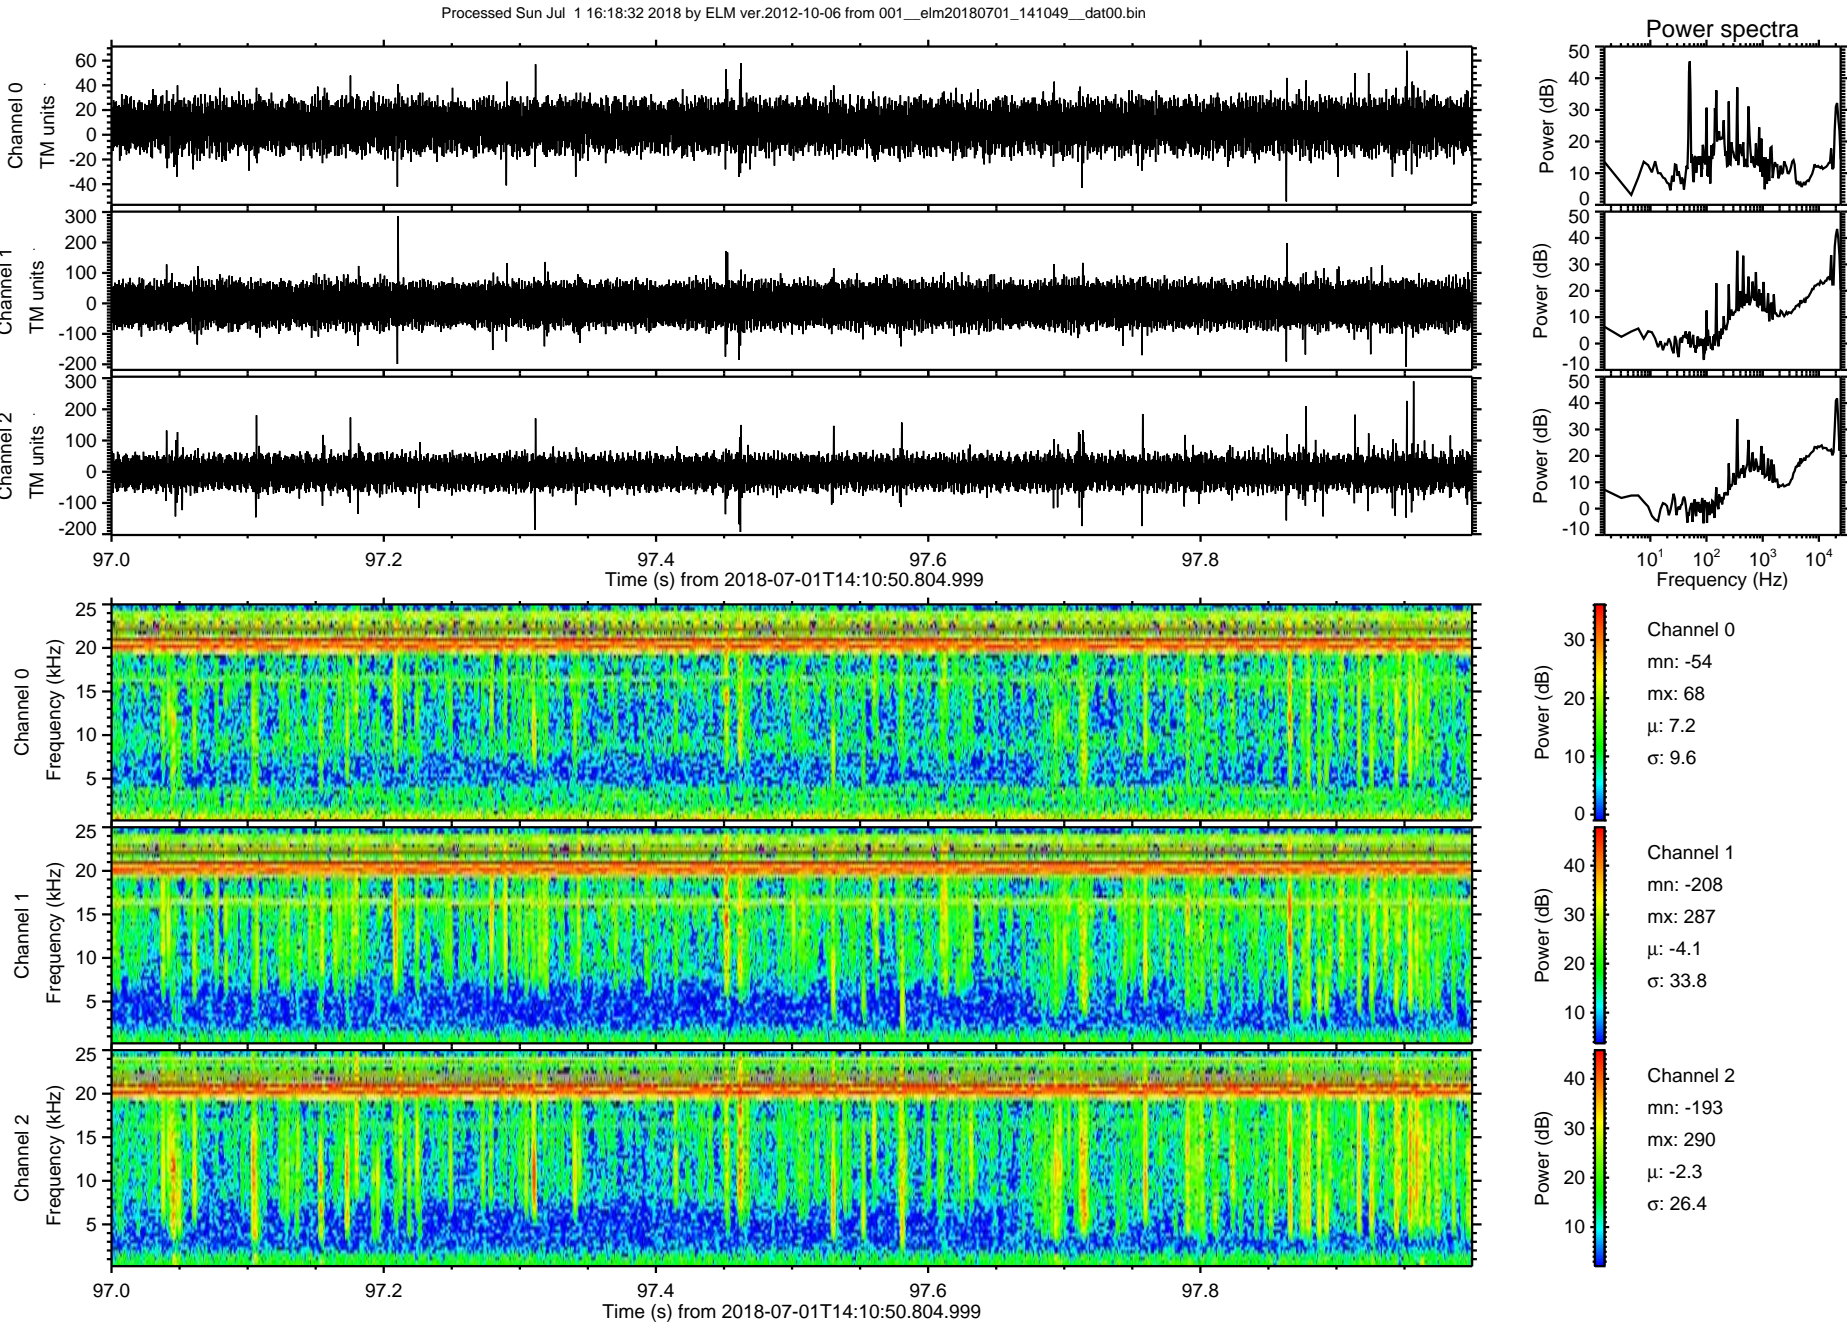 Processed Sun Jul  1 16:18:32 2018 by ELM ver.2012-10-06 from 001__elm20180701_141049__dat00.bin
Power spectra
Channel 0
TM units
60
40
20
0
-20
-40
Power (dB)
50
40
30
20
10
0
Channel 1
TM units
300
200
100
0
-100
-200
Power (dB)
50
40
30
20
10
0
-10
Channel 2
TM units
300
200
100
0
-100
-200
Power (dB)
50
40
30
20
10
0
-10
97.0 97.2 97.4 97.6 97.8
Time (s) from 2018-07-01T14:10:50.804.999
10^1 10^2 10^3 10^4
Frequency (Hz)
Channel 0
Frequency (kHz)
25
20
15
10
5
Power (dB)
30
20
10
0
Channel 0
mn: -54
mx: 68
μ: 7.2
σ: 9.6
Channel 1
Frequency (kHz)
25
20
15
10
5
Power (dB)
40
30
20
10
Channel 1
mn: -208
mx: 287
μ: -4.1
σ: 33.8
Channel 2
Frequency (kHz)
25
20
15
10
5
Power (dB)
40
30
20
10
Channel 2
mn: -193
mx: 290
μ: -2.3
σ: 26.4
97.0 97.2 97.4 97.6 97.8
Time (s) from 2018-07-01T14:10:50.804.999